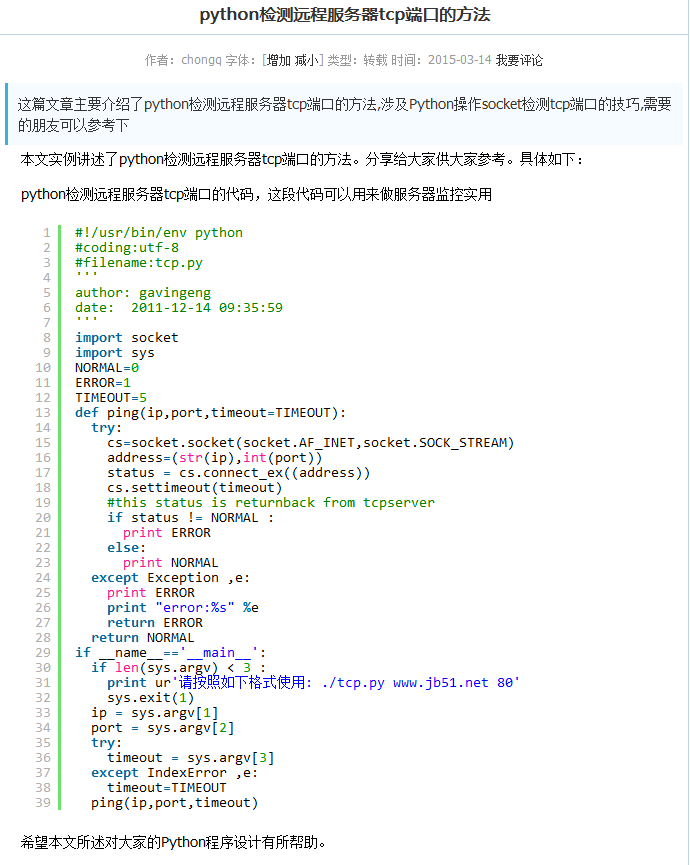 python检测远程服务器tcp端口的方法
作者：chongq 字体：[增加 减小] 类型：转载 时间：2015-03-14 我要评论
这篇文章主要介绍了python检测远程服务器tcp端口的方法,涉及Python操作socket检测tcp端口的技巧,需要
的朋友可以参考下
本文实例讲述了python检测远程服务器tcp端口的方法。分享给大家供大家参考。具体如下：
python检测远程服务器tcp端口的代码，这段代码可以用来做服务器监控实用
1 #!/usr/bin/env python
2 #coding:utf-8
3 #filename:tcp.py
4 '''
5 author: gavingeng
6 date:  2011-12-14 09:35:59
7 '''
8 import socket
9 import sys
10 NORMAL=0
11 ERROR=1
12 TIMEOUT=5
13 def ping(ip,port,timeout=TIMEOUT):
14   try:
15     cs=socket.socket(socket.AF_INET,socket.SOCK_STREAM)
16     address=(str(ip),int(port))
17     status = cs.connect_ex((address))
18     cs.settimeout(timeout)
19     #this status is returnback from tcpserver
20     if status != NORMAL :
21       print ERROR
22     else:
23       print NORMAL
24   except Exception ,e:
25     print ERROR
26     print "error:%s" %e
27     return ERROR
28   return NORMAL
29 if __name__=='__main__':
30   if len(sys.argv) < 3 :
31     print ur'请按照如下格式使用: ./tcp.py www.jb51.net 80'
32     sys.exit(1)
33   ip = sys.argv[1]
34   port = sys.argv[2]
35   try:
36     timeout = sys.argv[3]
37   except IndexError ,e:
38     timeout=TIMEOUT
39   ping(ip,port,timeout)
希望本文所述对大家的Python程序设计有所帮助。